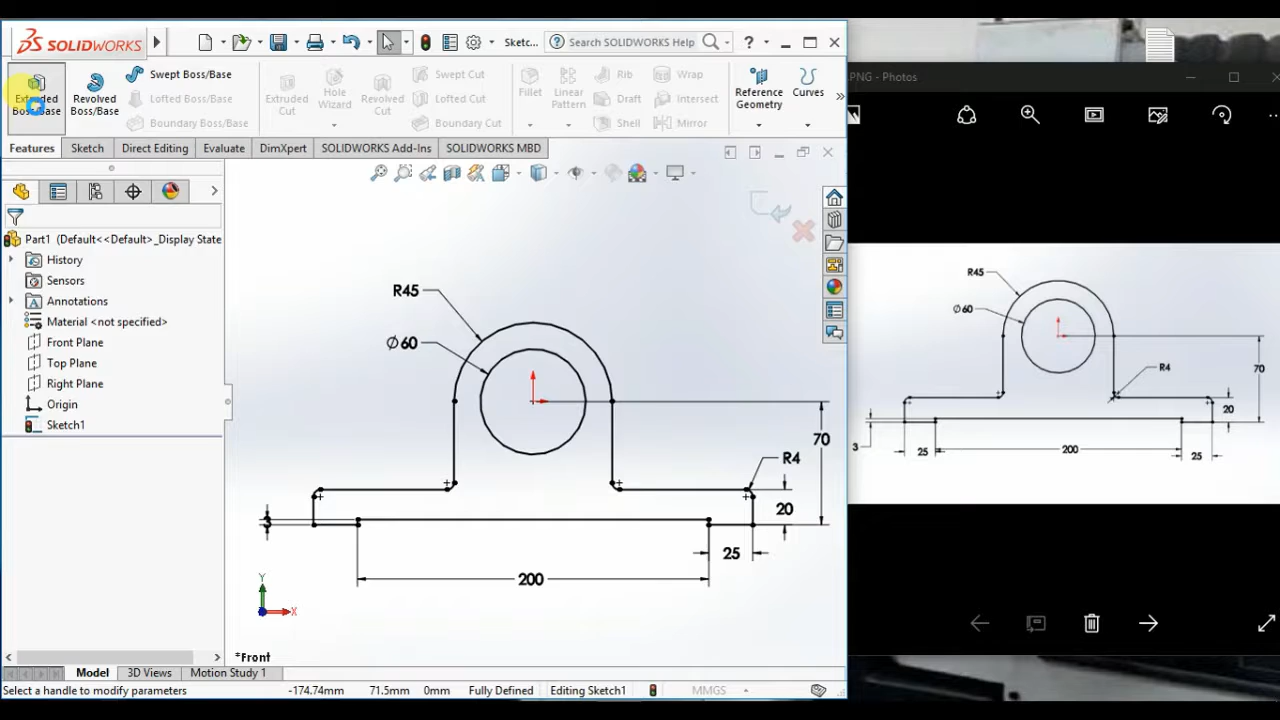 SOLIDWORKS
Sketc...
Search SOLIDWORKS Help
?
.PNG - Photos
Extruded Boss/Base
Revolved Boss/Base
Swept Boss/Base
Lofted Boss/Base
Boundary Boss/Base
Extruded Cut
Hole Wizard
Revolved Cut
Swept Cut
Lofted Cut
Boundary Cut
Fillet
Linear Pattern
Rib
Draft
Shell
Wrap
Intersect
Mirror
Reference Geometry
Curves
Features
Sketch
Direct Editing
Evaluate
DimXpert
SOLIDWORKS Add-Ins
SOLIDWORKS MBD
Part1 (Default<<Default>_Display State
History
Sensors
Annotations
Material <not specified>
Front Plane
Top Plane
Right Plane
Origin
Sketch1
R45
Ø60
70
R4
20
3
25
200
Y
X
*Front
R45
Ø60
R4
70
20
3
25
200
25
Model
3D Views
Motion Study 1
Select a handle to modify parameters
-174.74mm
71.5mm
0mm
Fully Defined
Editing Sketch1
MMGS